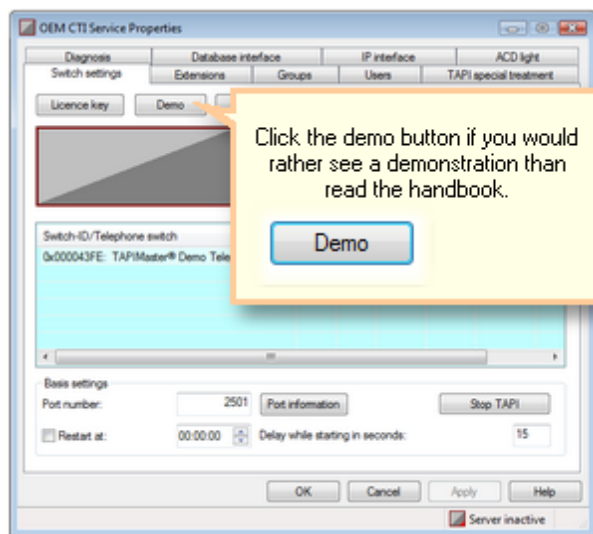 OEM CTI Service Properties
Diagnosis Database interface IP interface ACD light
Switch settings Extensions Groups Users TAPI special treatment
Licence key Demo
Click the demo button if you would
rather see a demonstration than
read the handbook.
Demo
Switch-ID/Telephone switch
0x000043FE: TAPIMaster® Demo Tele
Basis settings
Port number: 2501 Port information Stop TAPI
Restart at: 00:00:00 Delay while starting in seconds: 15
OK Cancel Apply Help
Server inactive